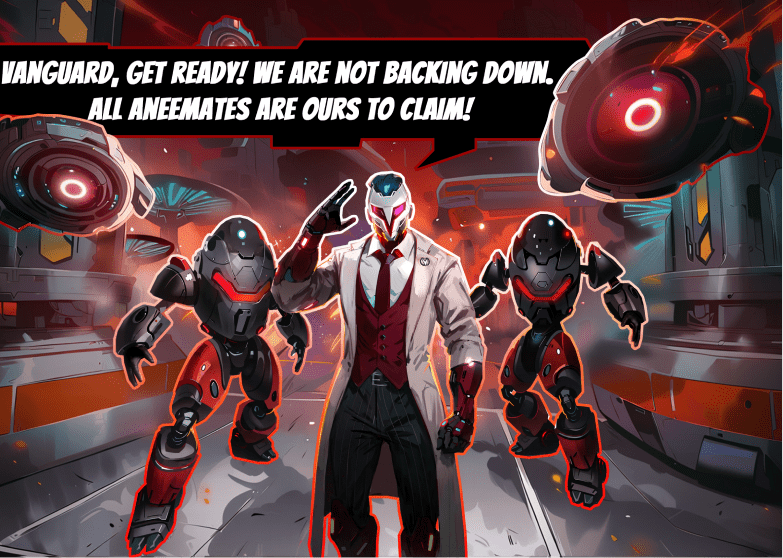 VANGUARD, GET READY! WE ARE NOT BACKING DOWN.
ALL ANEEMATES ARE OURS TO CLAIM!